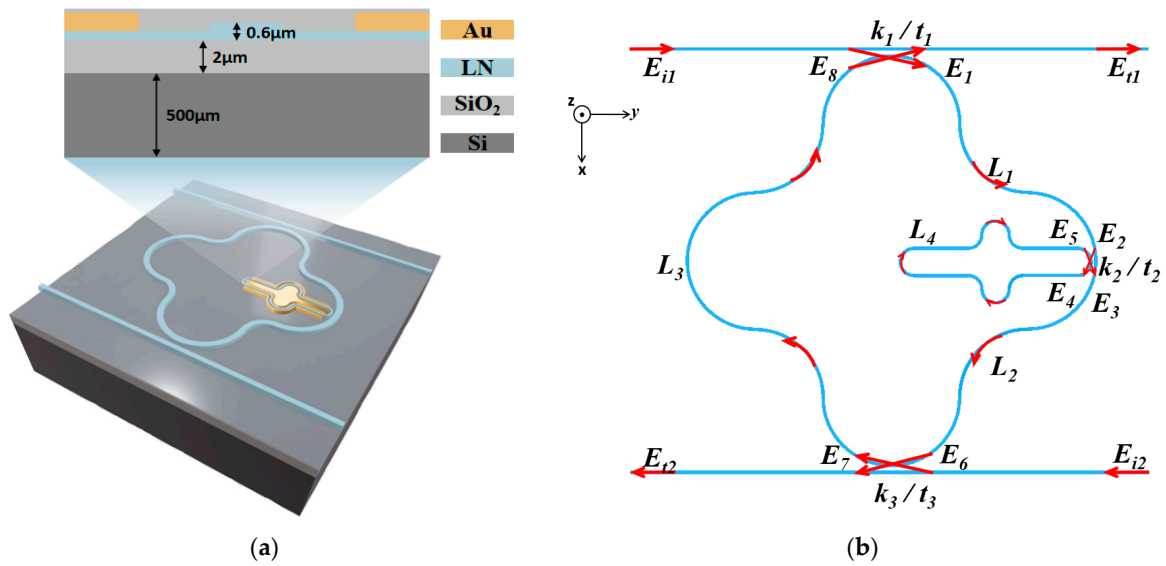 0.6μm
2μm
500μm
Au
LN
SiO₂
Si
(a)
k₁ / t₁
Eᵢ₁
E₈
E₁
Eₜ₁
z
y
x
L₁
L₄
E₅
E₂
L₃
k₂ / t₂
E₄
E₃
L₂
Eₜ₂
E₇
E₆
Eᵢ₂
k₃ / t₃
(b)